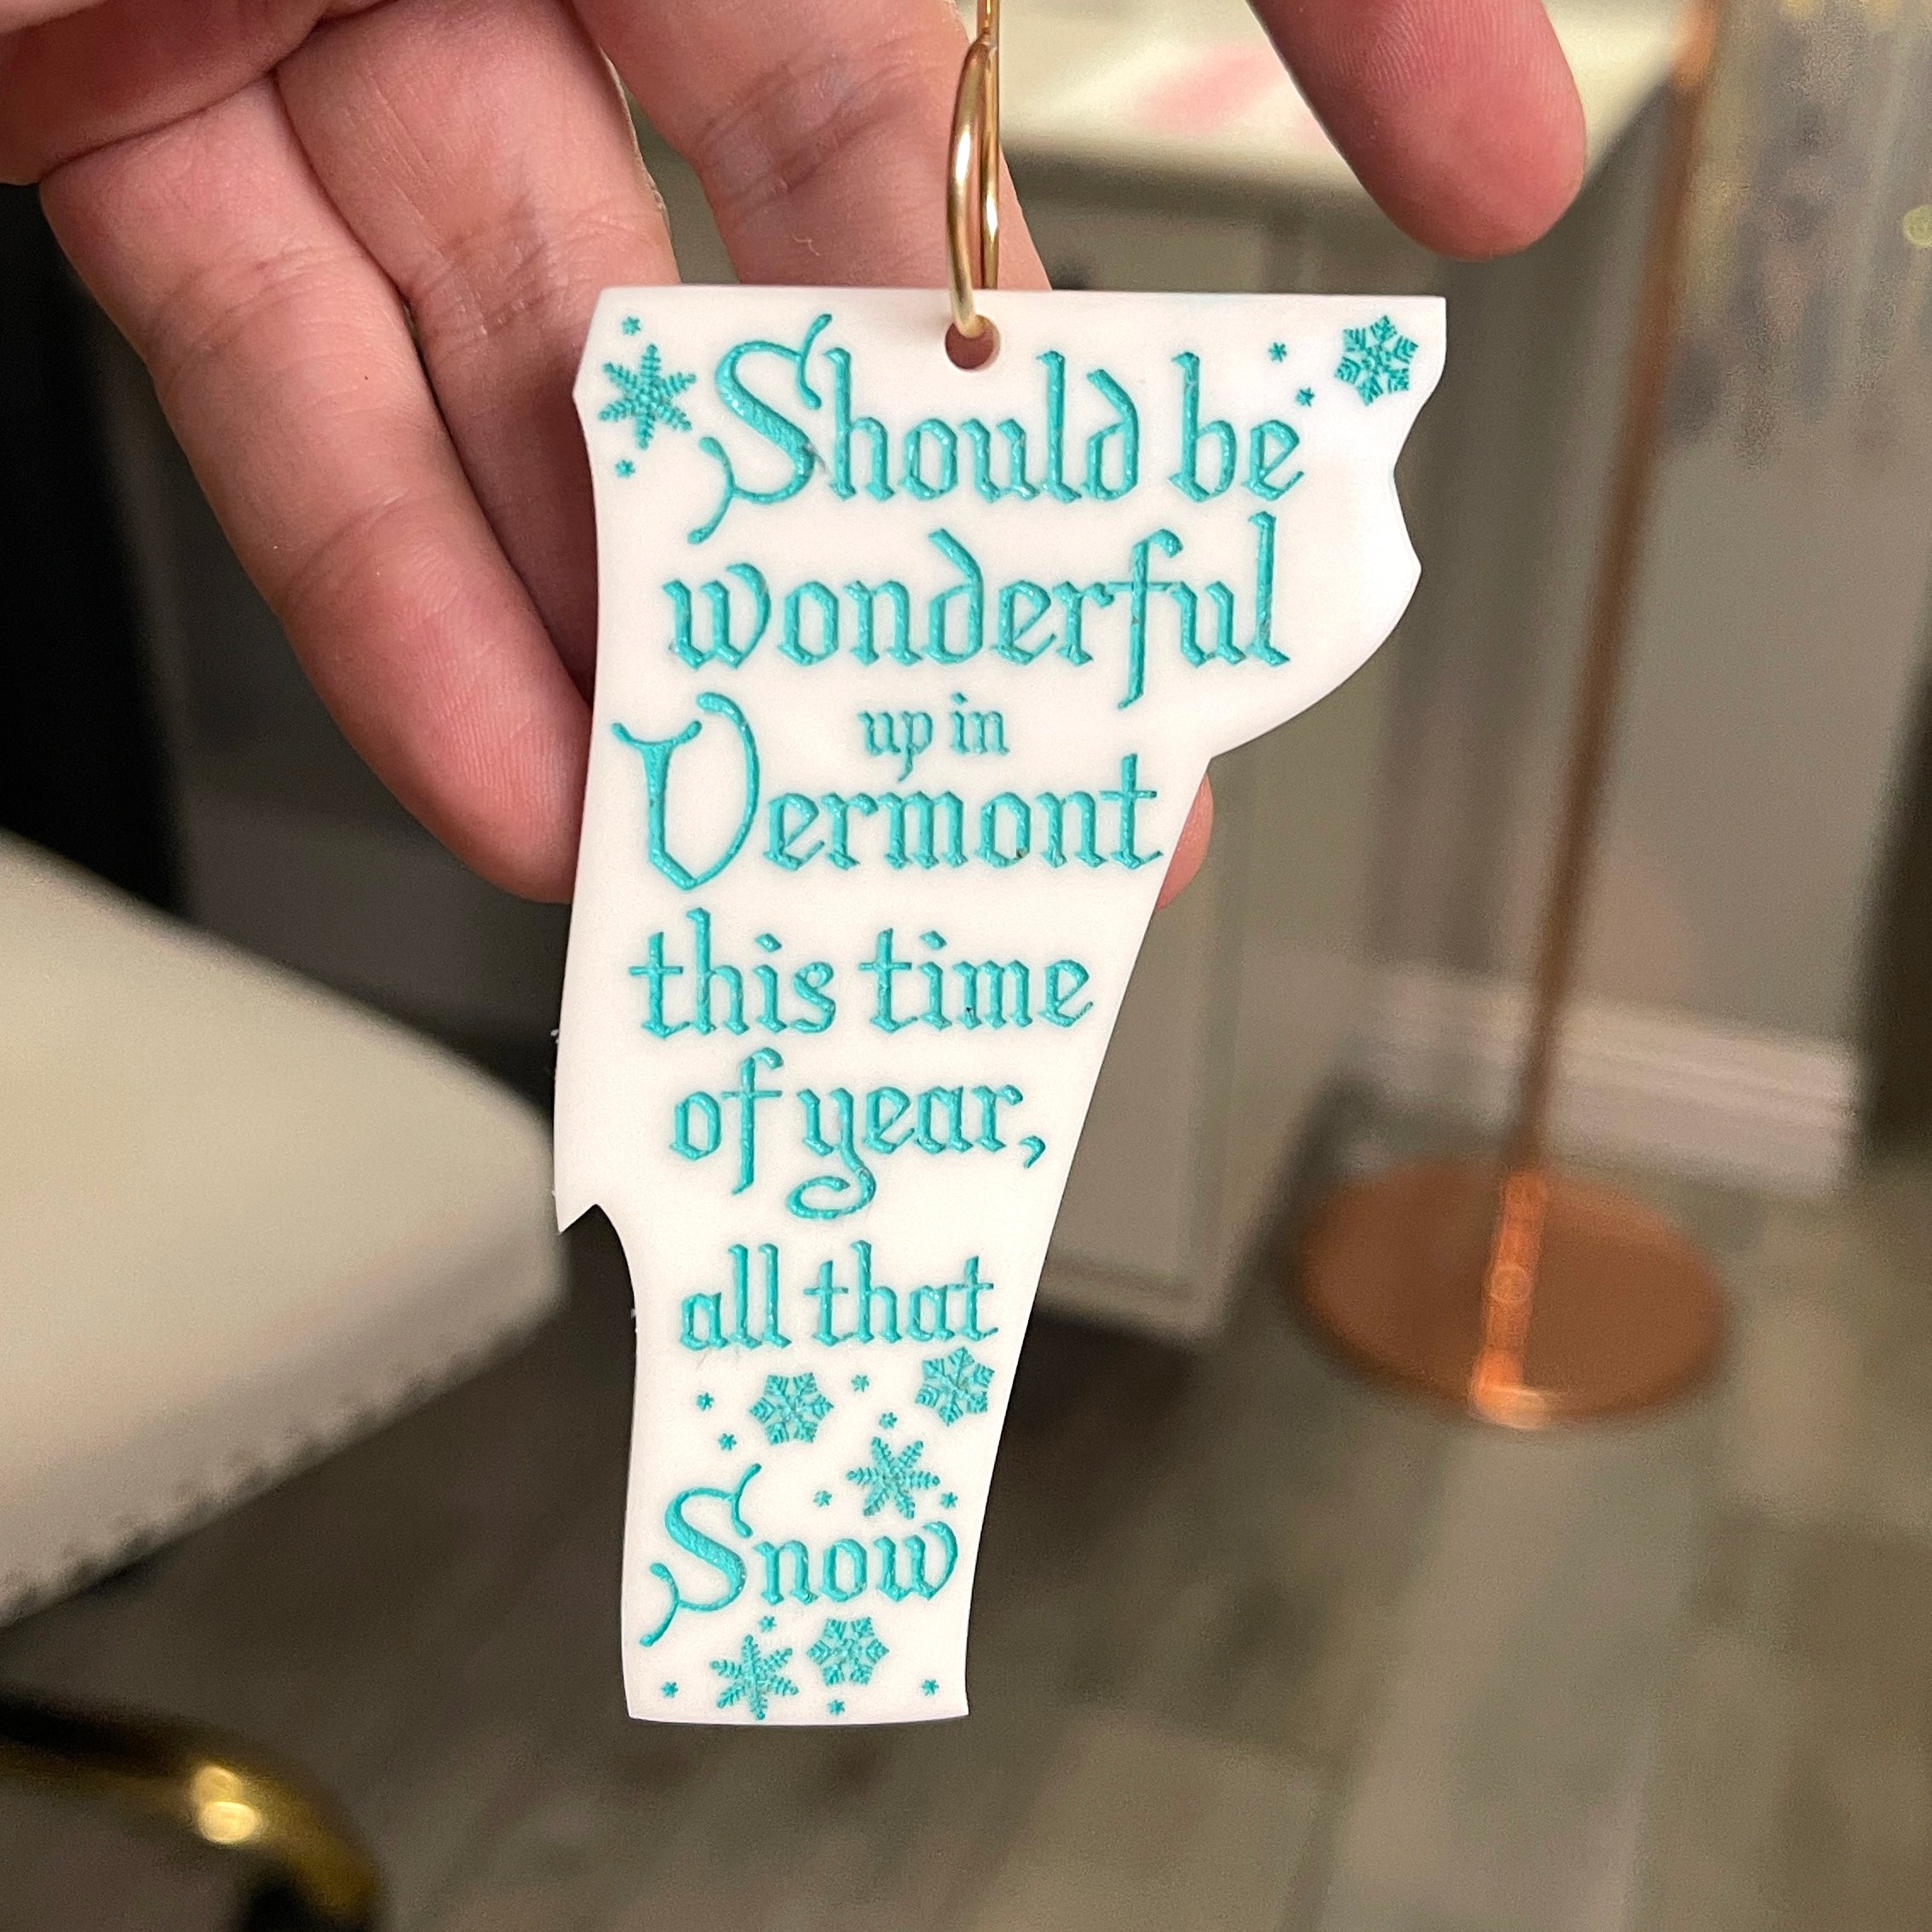 Should be
wonderful
up in
Vermont
this time
of year,
all that
Snow